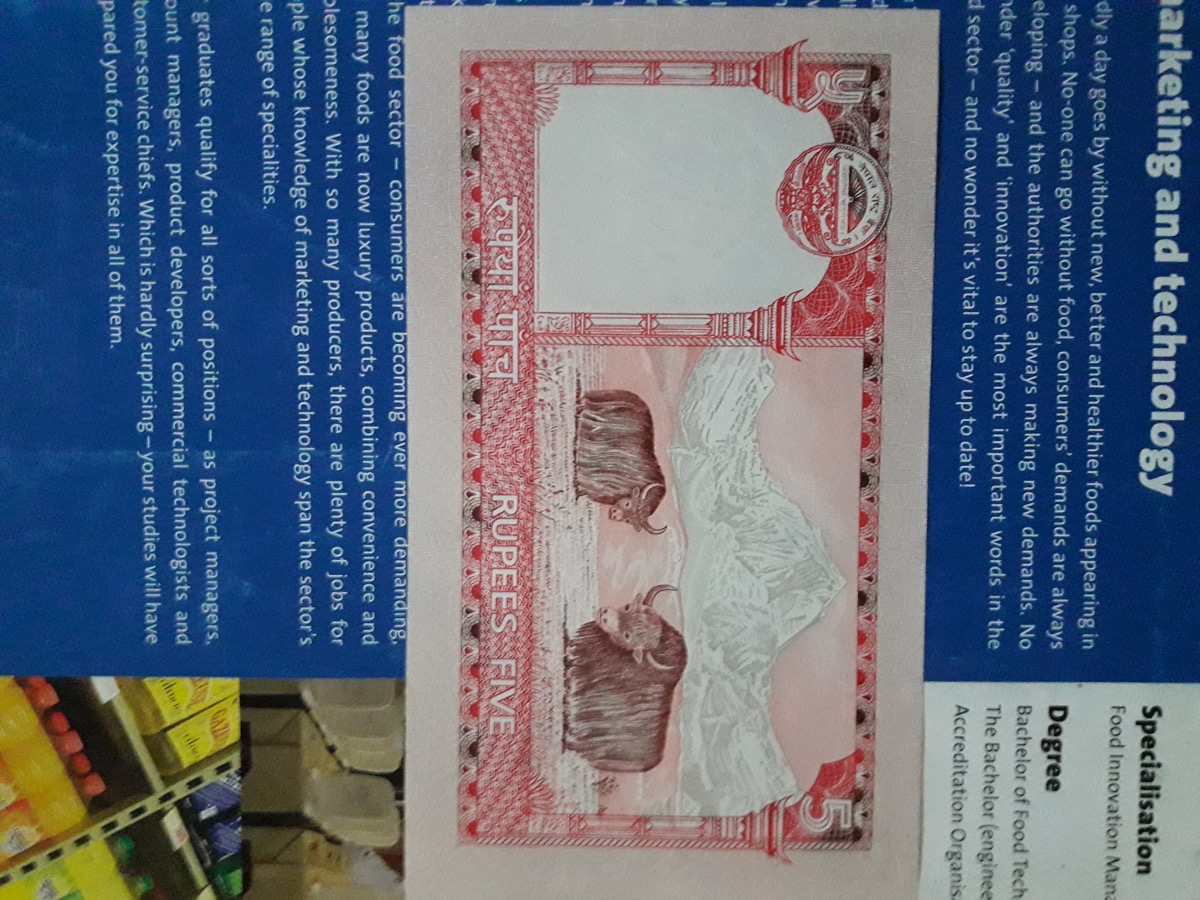 arketing and technology
dly a day goes by without new, better and healthier foods appearing in
shops. No-one can go without food, consumers' demands are always
eloping – and the authorities are always making new demands. No
nder 'quality' and 'innovation' are the most important words in the
d sector – and no wonder it's vital to stay up to date!
Specialisation
Food Innovation Mana
Degree
Bachelor of Food Tech
The Bachelor (enginee
Accreditation Organis
५
5
रुपैयाँ पाँच RUPEES FIVE
he food sector – consumers are becoming ever more demanding,
many foods are now luxury products, combining convenience and
olesomeness. With so many producers, there are plenty of jobs for
ple whose knowledge of marketing and technology span the sector's
e range of specialities.
r graduates qualify for all sorts of positions – as project managers,
ount managers, product developers, commercial technologists and
tomer-service chiefs. Which is hardly surprising – your studies will have
pared you for expertise in all of them.